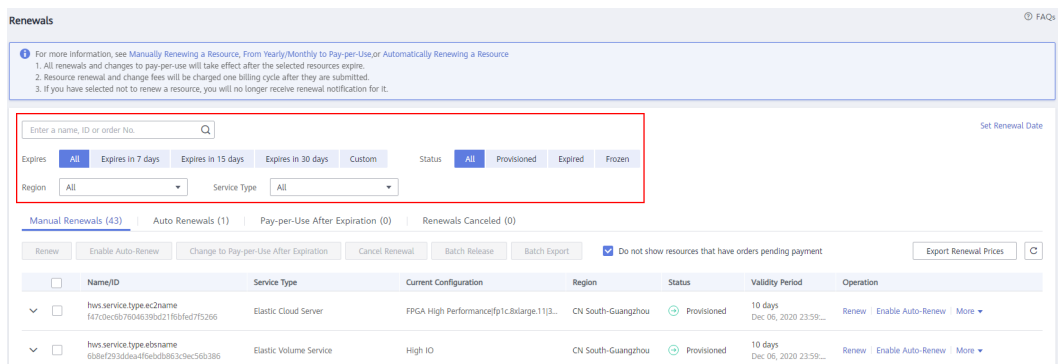 FAQs
Renewals
For more information, see Manually Renewing a Resource, From Yearly/Monthly to Pay-per-Use,or Automatically Renewing a Resource
1. All renewals and changes to pay-per-use will take effect after the selected resources expire.
2. Resource renewal and change fees will be charged one billing cycle after they are submitted.
3. If you have selected not to renew a resource, you will no longer receive renewal notification for it.
Enter a name, ID or order No. Set Renewal Date
Expires All Expires in 7 days Expires in 15 days Expires in 30 days Custom Status All Provisioned Expired Frozen
Region All Service Type All
Manual Renewals (43) Auto Renewals (1) Pay-per-Use After Expiration (0) Renewals Canceled (0)
Renew Enable Auto-Renew Change to Pay-per-Use After Expiration Cancel Renewal Batch Release Batch Export Do not show resources that have orders pending payment Export Renewal Prices
Name/ID Service Type Current Configuration Region Status Validity Period Operation
hws.service.type.ec2name Elastic Cloud Server FPGA High Performance|fp1c.8xlarge.11|3... CN South-Guangzhou Provisioned 10 days Renew Enable Auto-Renew More
f47c0ec6b7604639bd21f6bfed7f5266 Dec 06, 2020 23:59:...
hws.service.type.ebsname Elastic Volume Service High IO CN South-Guangzhou Provisioned 10 days Renew Enable Auto-Renew More
6b8ef293ddea4f6ebdb863c9ec56b386 Dec 06, 2020 23:59:...